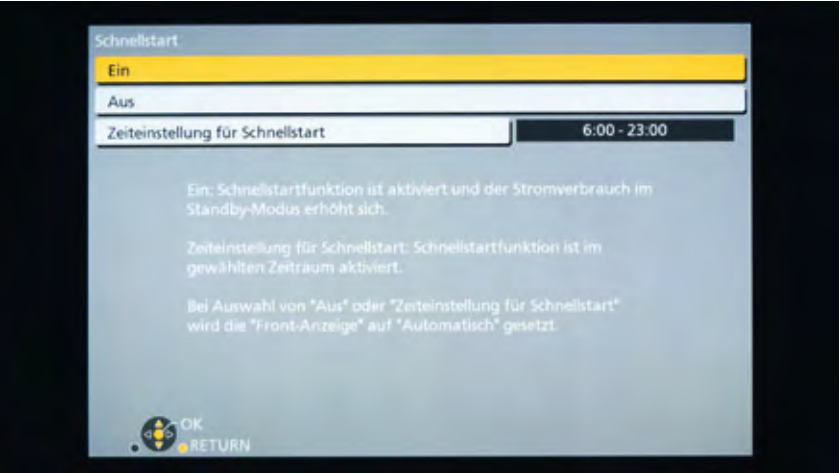 Schnellstart
Ein
Aus
Zeiteinstellung für Schnellstart 6:00 - 23:00
Ein: Schnellstartfunktion ist aktiviert und der Stromverbrauch im
Standby-Modus erhöht sich.
Zeiteinstellung für Schnellstart: Schnellstartfunktion ist im
gewählten Zeitraum aktiviert.
Bei Auswahl von "Aus" oder "Zeiteinstellung für Schnellstart"
wird die "Front-Anzeige" auf "Automatisch" gesetzt.
OK
RETURN